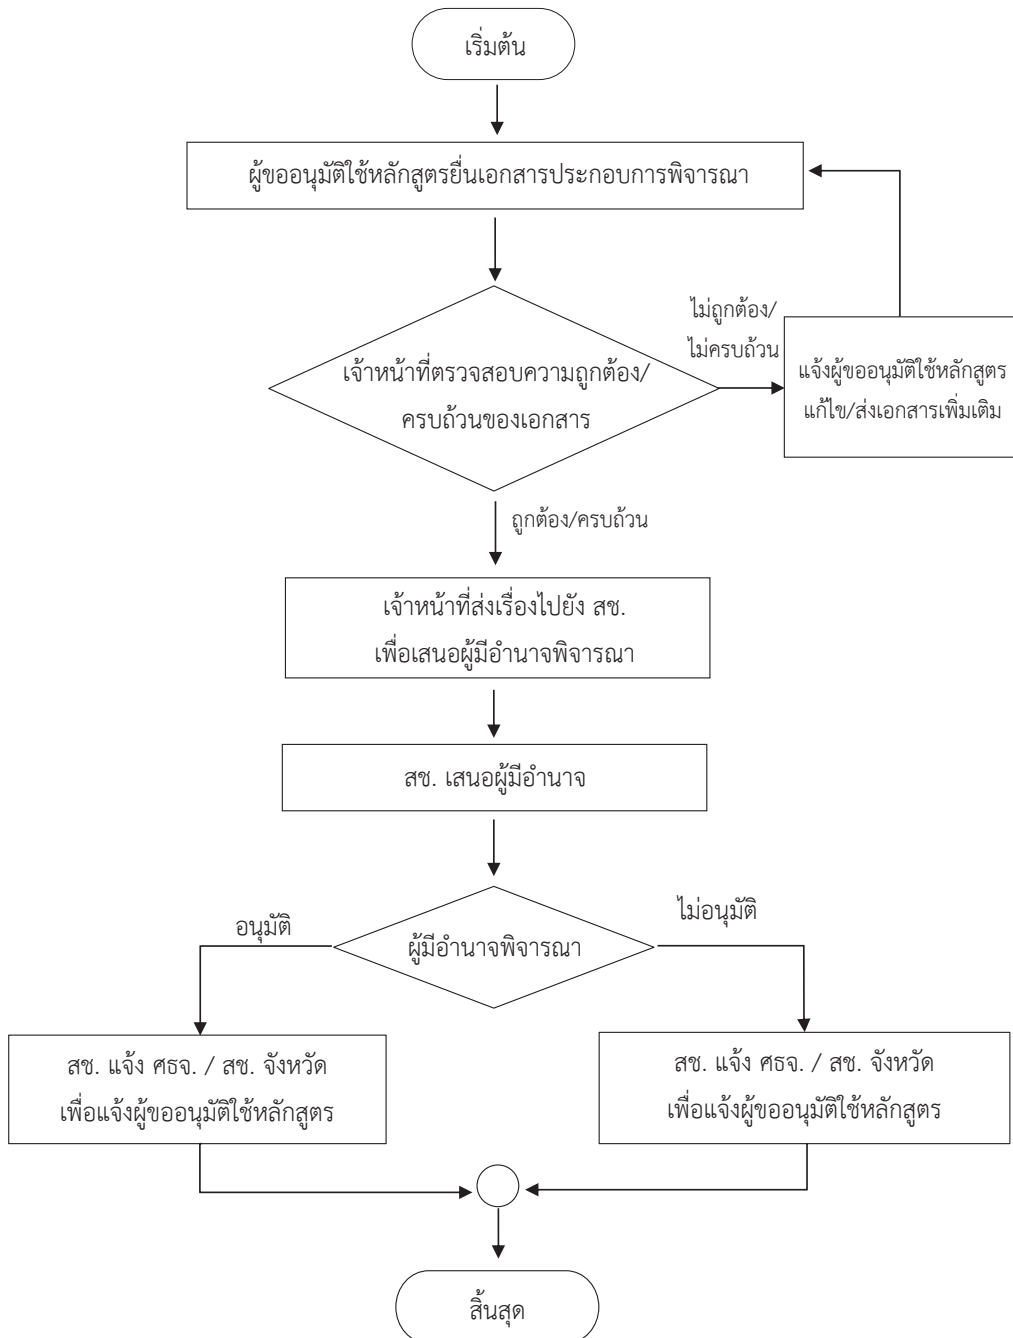 เริ่มต้น
ผู้ขออนุมัติใช้หลักสูตรยื่นเอกสารประกอบการพิจารณา
เจ้าหน้าที่ตรวจสอบความถูกต้อง/
ครบถ้วนของเอกสาร
ไม่ถูกต้อง/
ไม่ครบถ้วน
แจ้งผู้ขออนุมัติใช้หลักสูตร
แก้ไข/ส่งเอกสารเพิ่มเติม
ถูกต้อง/ครบถ้วน
เจ้าหน้าที่ส่งเรื่องไปยัง สช.
เพื่อเสนอผู้มีอำนาจพิจารณา
สช. เสนอผู้มีอำนาจ
ผู้มีอำนาจพิจารณา
อนุมัติ
ไม่อนุมัติ
สช. แจ้ง ศธจ. / สช. จังหวัด
เพื่อแจ้งผู้ขออนุมัติใช้หลักสูตร
สช. แจ้ง ศธจ. / สช. จังหวัด
เพื่อแจ้งผู้ขออนุมัติใช้หลักสูตร
สิ้นสุด